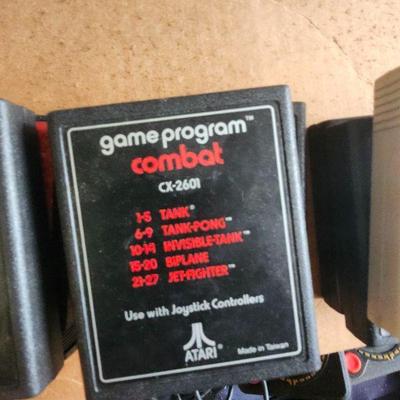 game program™
combat
CX-2601
1-5 TANK®
6-9 TANK-PONG™
10-14 INVISIBLE-TANK™
15-20 BIPLANE
21-27 JET-FIGHTER™
Use with Joystick Controllers
ATARI®
Made in Taiwan